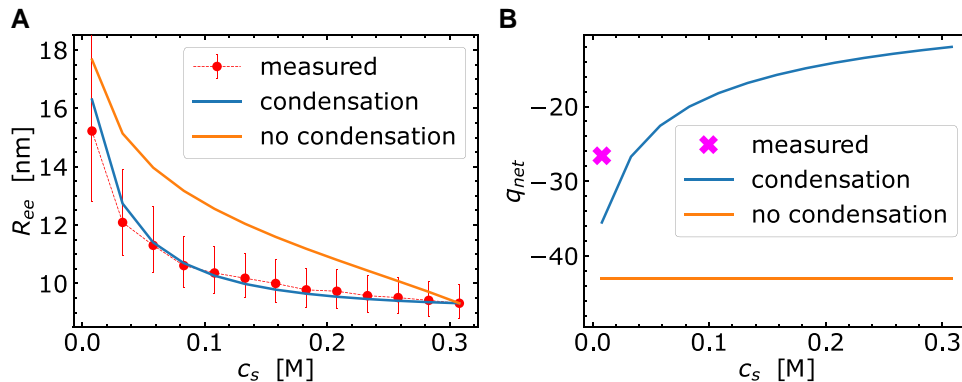 A
R_ee [nm]
18
16
14
12
10
0.0 0.1 0.2 0.3
c_s [M]
measured
condensation
no condensation
B
q_net
−20
−30
−40
0.0 0.1 0.2 0.3
c_s [M]
measured
condensation
no condensation